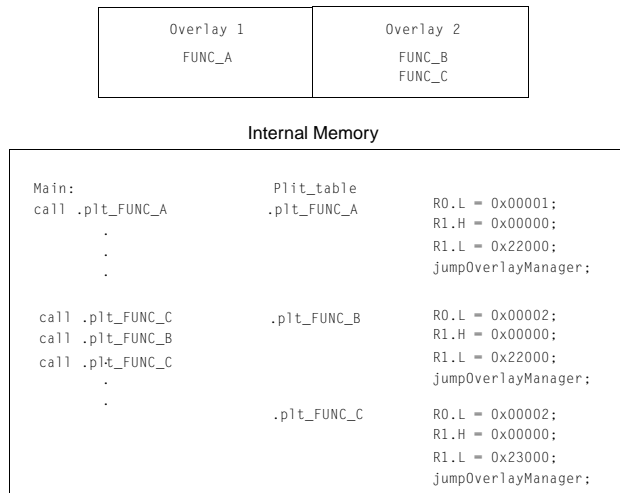 Overlay 1
FUNC_A
Overlay 2
FUNC_B
FUNC_C
Internal Memory
Main:
call .plt_FUNC_A
.
.
.
call .plt_FUNC_C
call .plt_FUNC_B
call .plt_FUNC_C
.
.
.
Plit_table
.plt_FUNC_A
R0.L = 0x00001;
R1.H = 0x00000;
R1.L = 0x22000;
jumpOverlayManager;
.plt_FUNC_B
R0.L = 0x00002;
R1.H = 0x00000;
R1.L = 0x22000;
jumpOverlayManager;
.plt_FUNC_C
R0.L = 0x00002;
R1.H = 0x00000;
R1.L = 0x23000;
jumpOverlayManager;